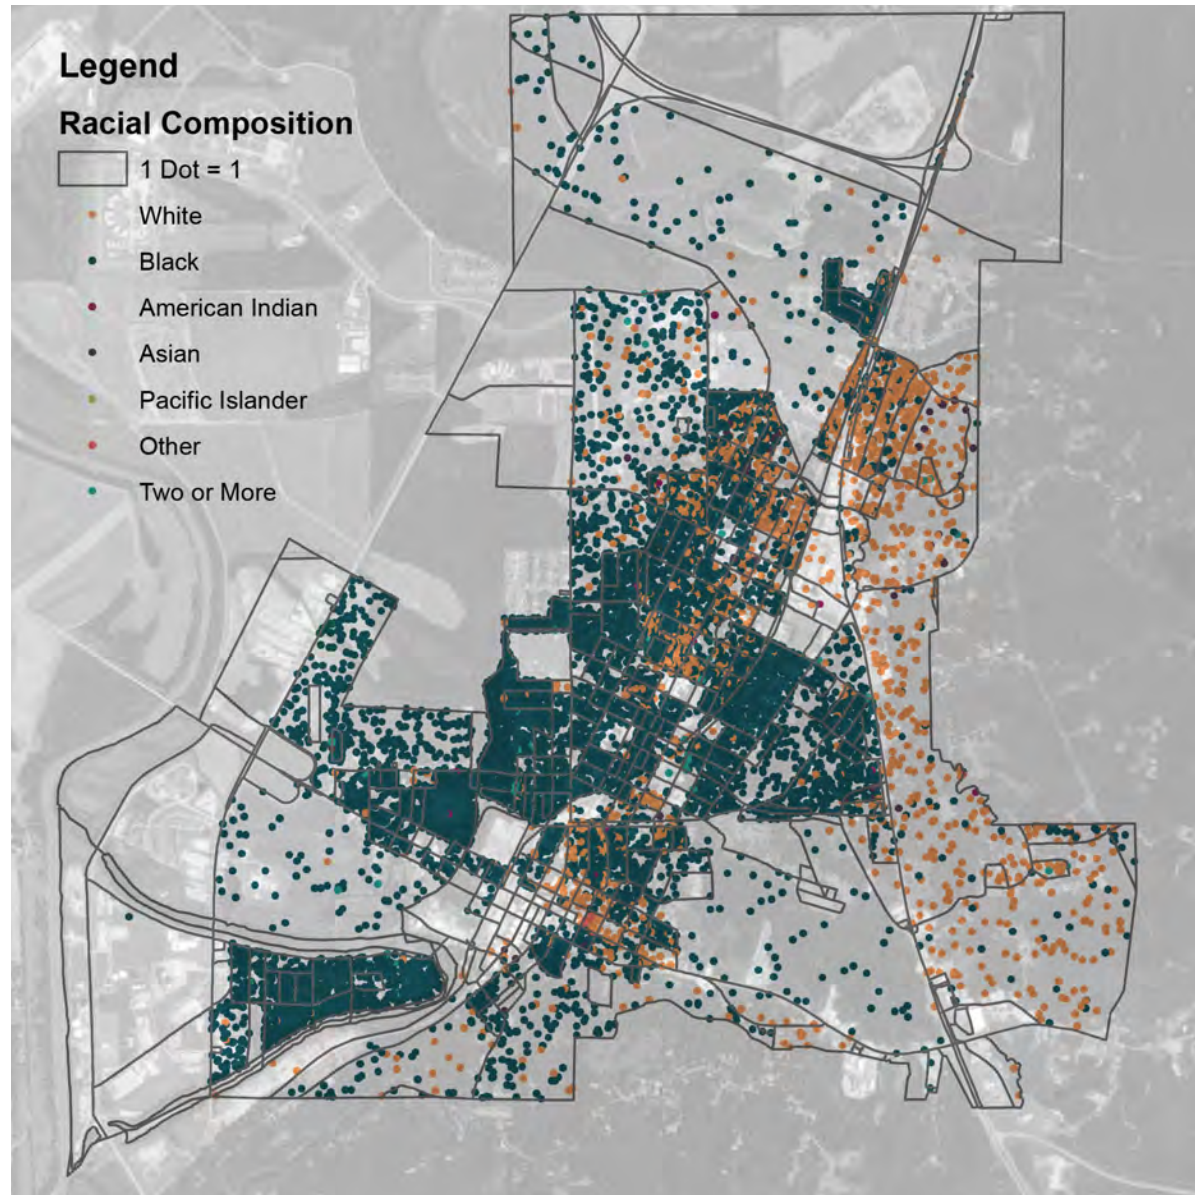 Legend
Racial Composition
1 Dot = 1
White
Black
American Indian
Asian
Pacific Islander
Other
Two or More